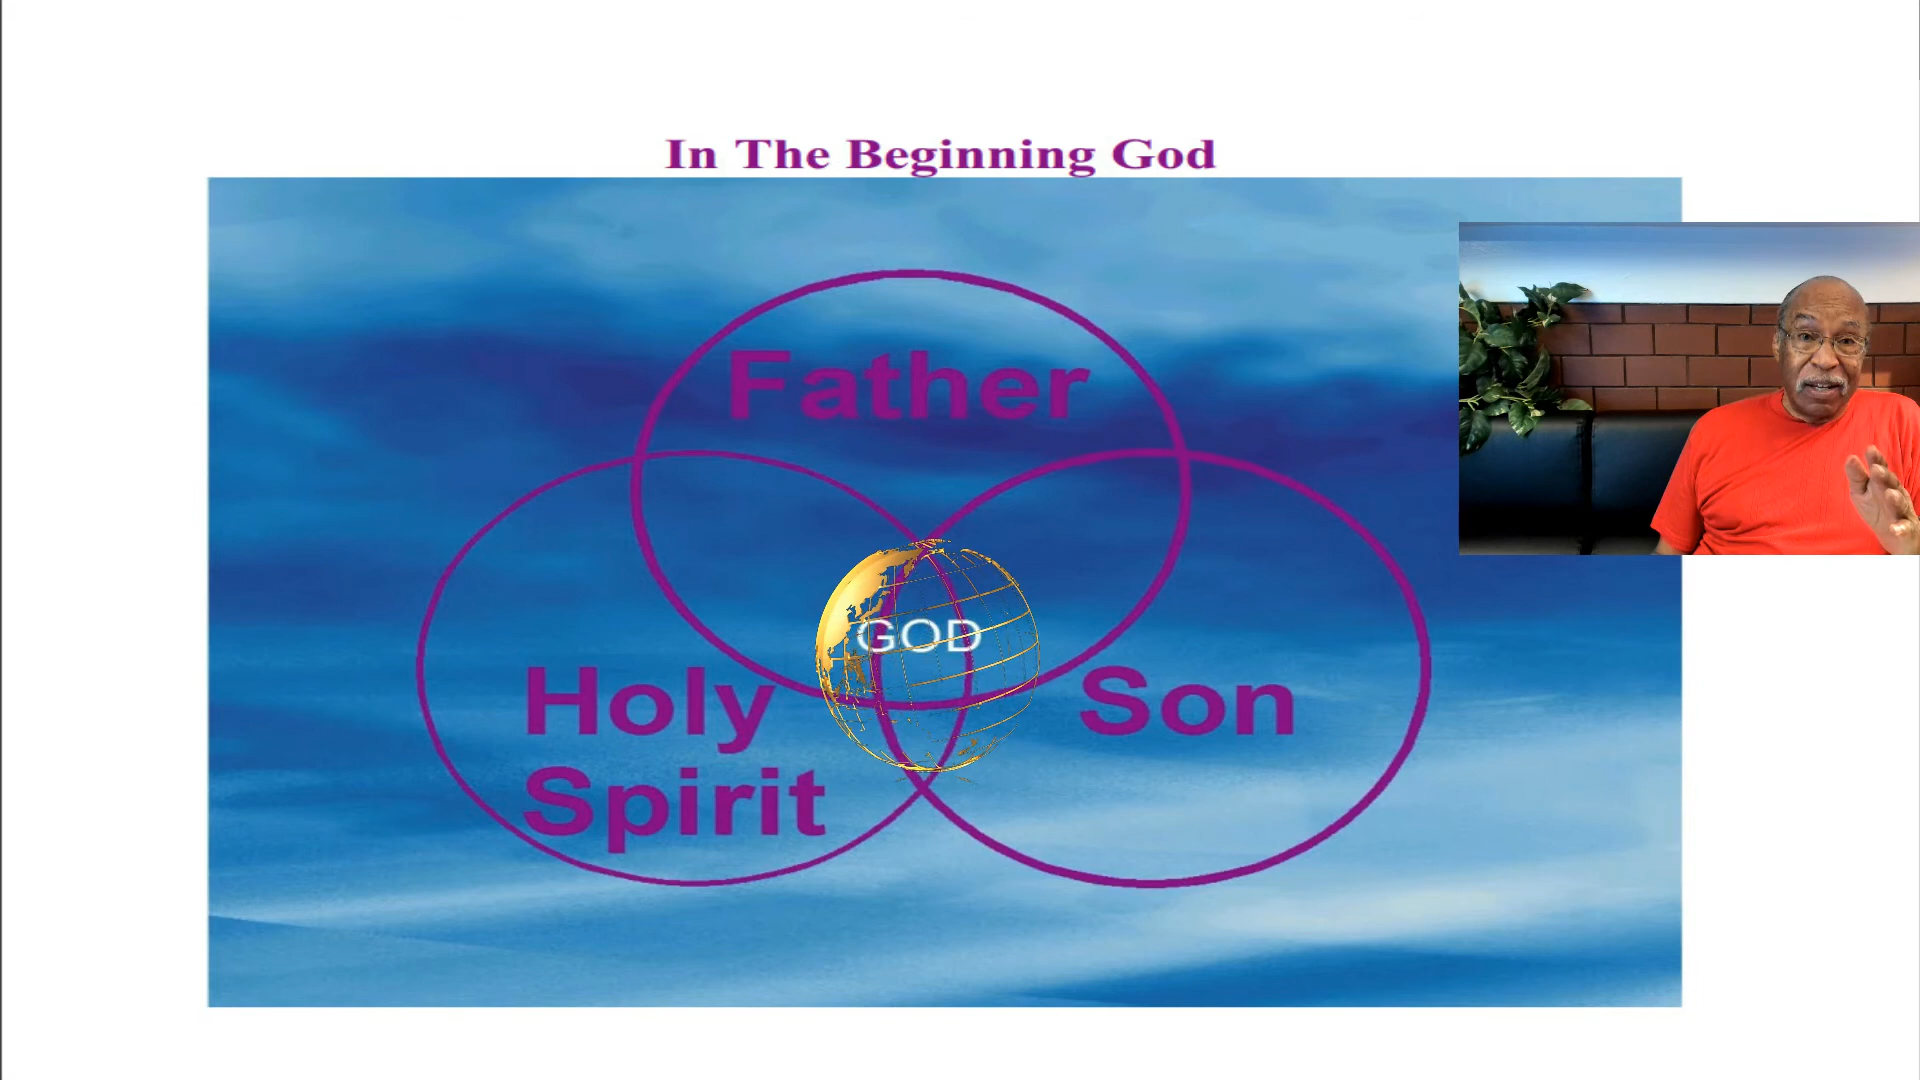 In The Beginning God
Father
GOD
Holy
Spirit
Son